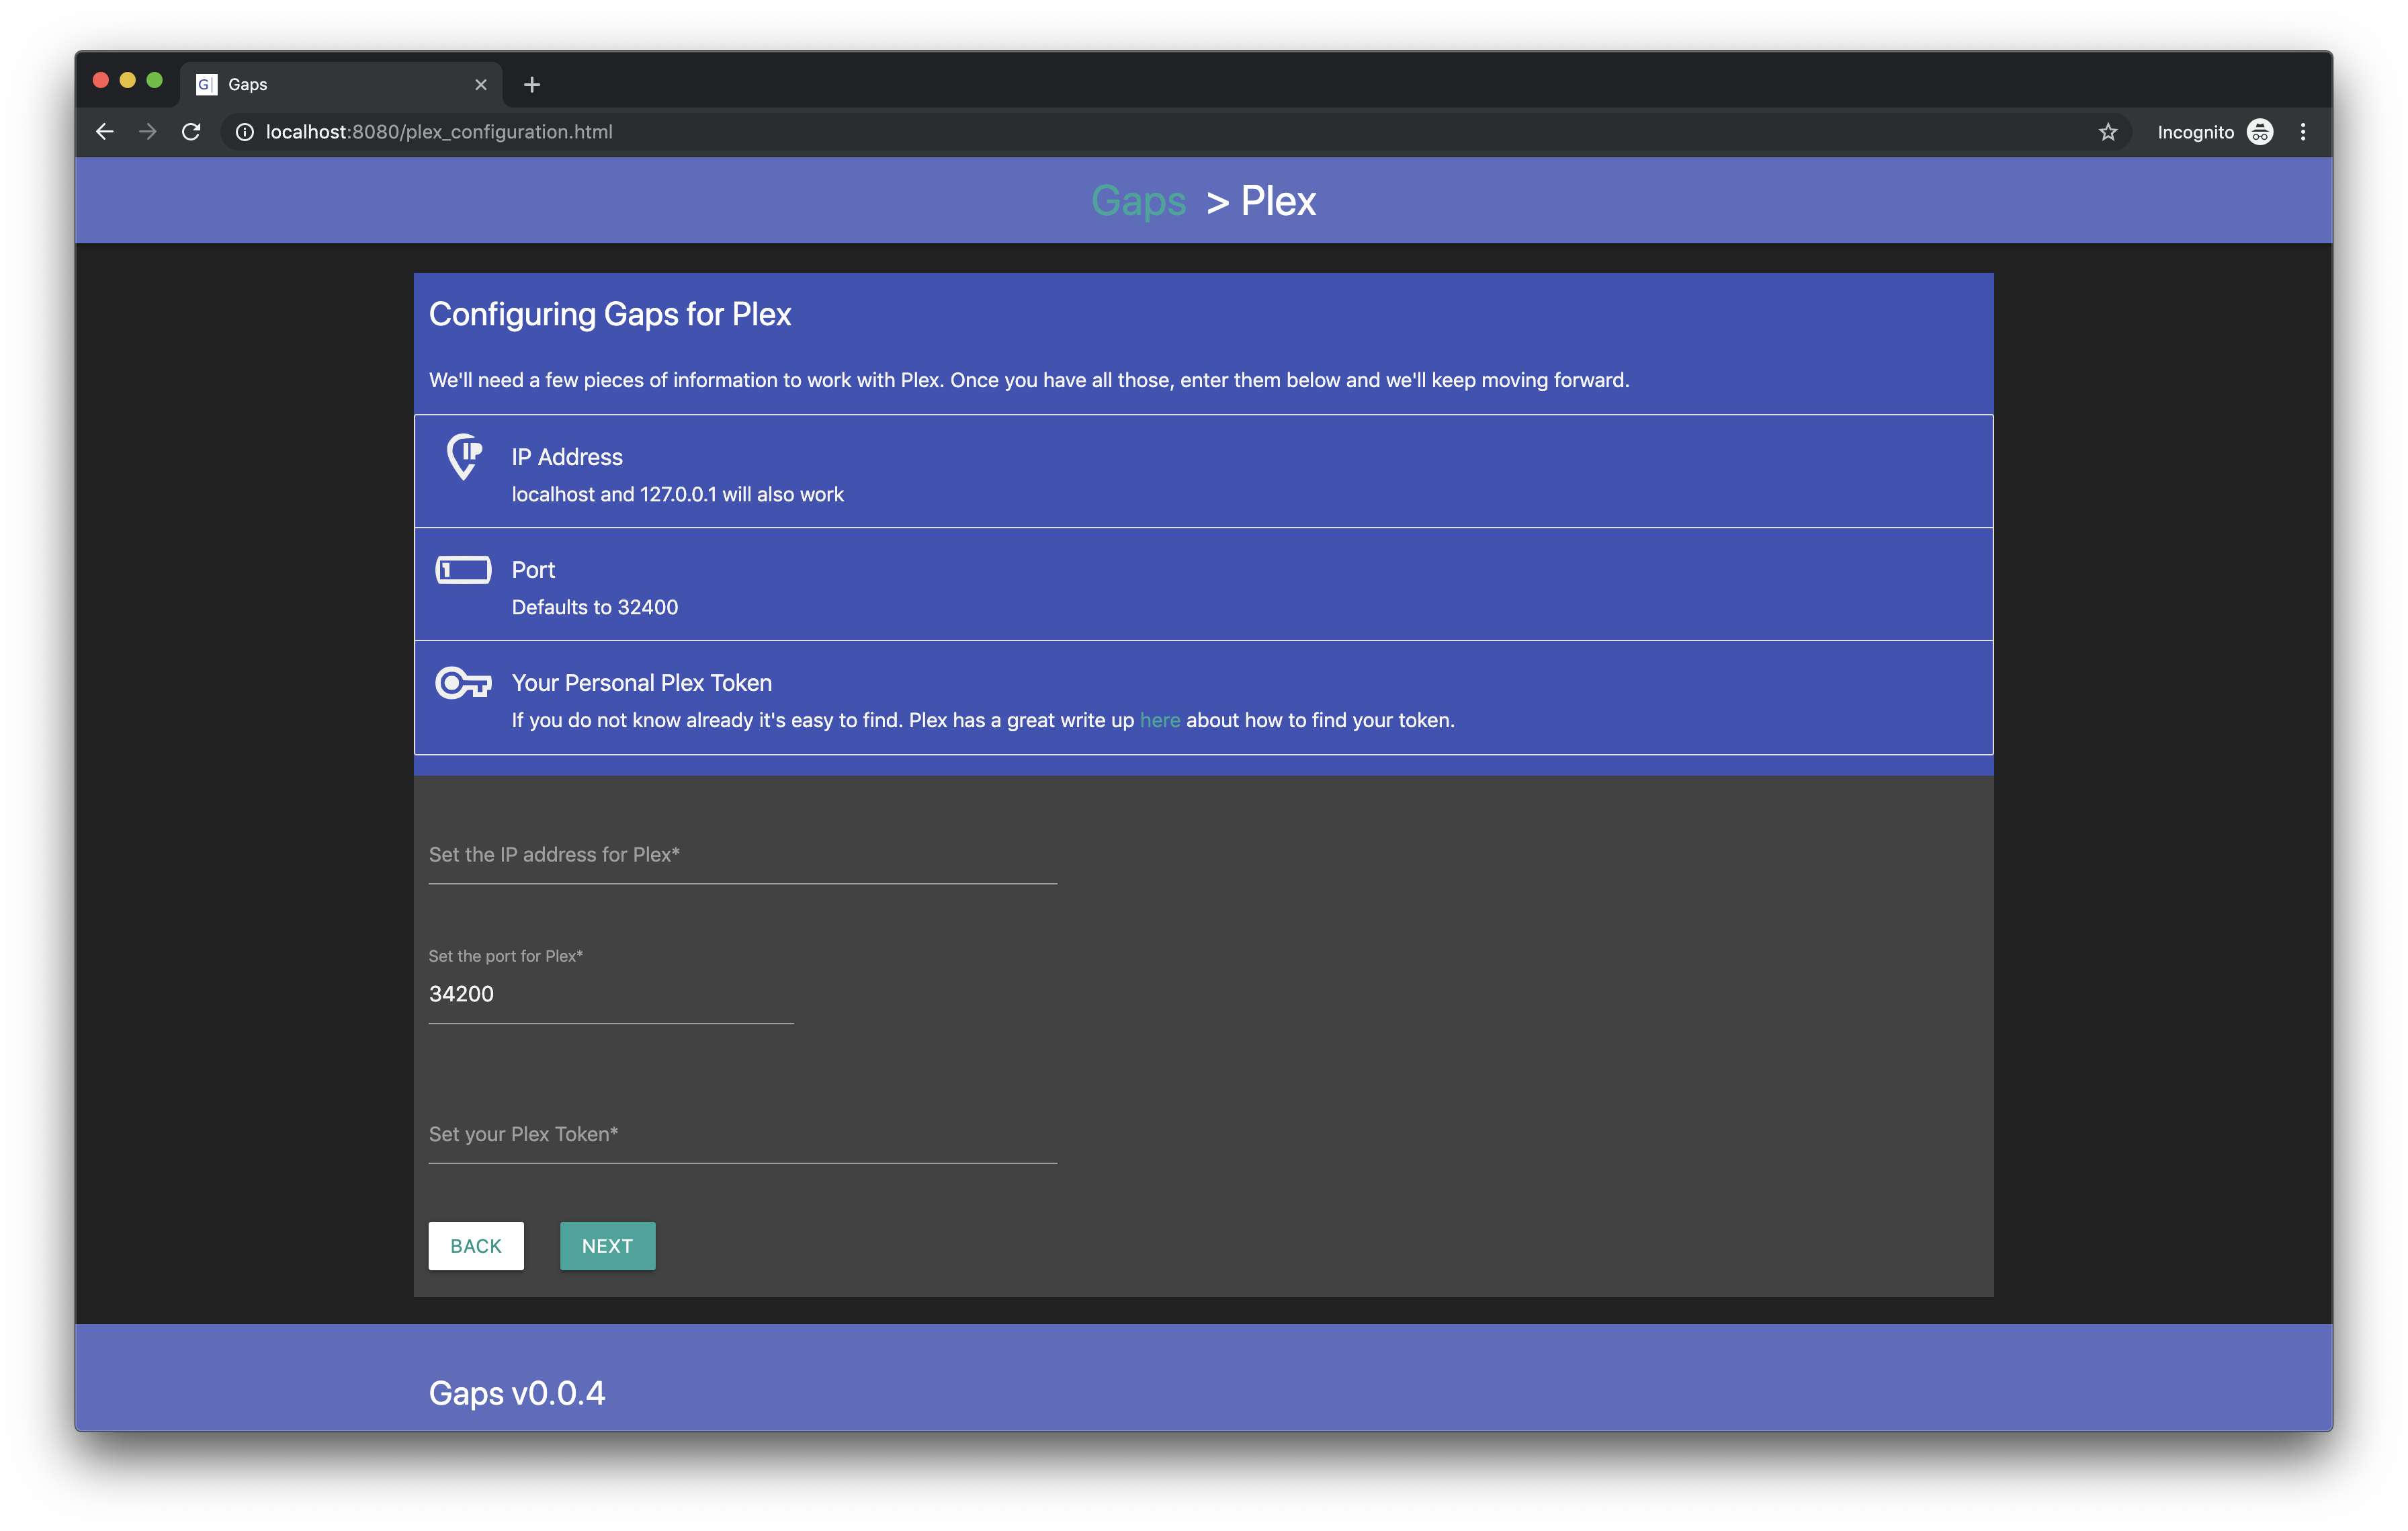 G|
Gaps
localhost:8080/plex_configuration.html
Incognito
Gaps > Plex
Configuring Gaps for Plex
We'll need a few pieces of information to work with Plex. Once you have all those, enter them below and we'll keep moving forward.
IP
IP Address
localhost and 127.0.0.1 will also work
1
Port
Defaults to 32400
Your Personal Plex Token
If you do not know already it's easy to find. Plex has a great write up here about how to find your token.
Set the IP address for Plex*
Set the port for Plex*
34200
Set your Plex Token*
BACK NEXT
Gaps v0.0.4